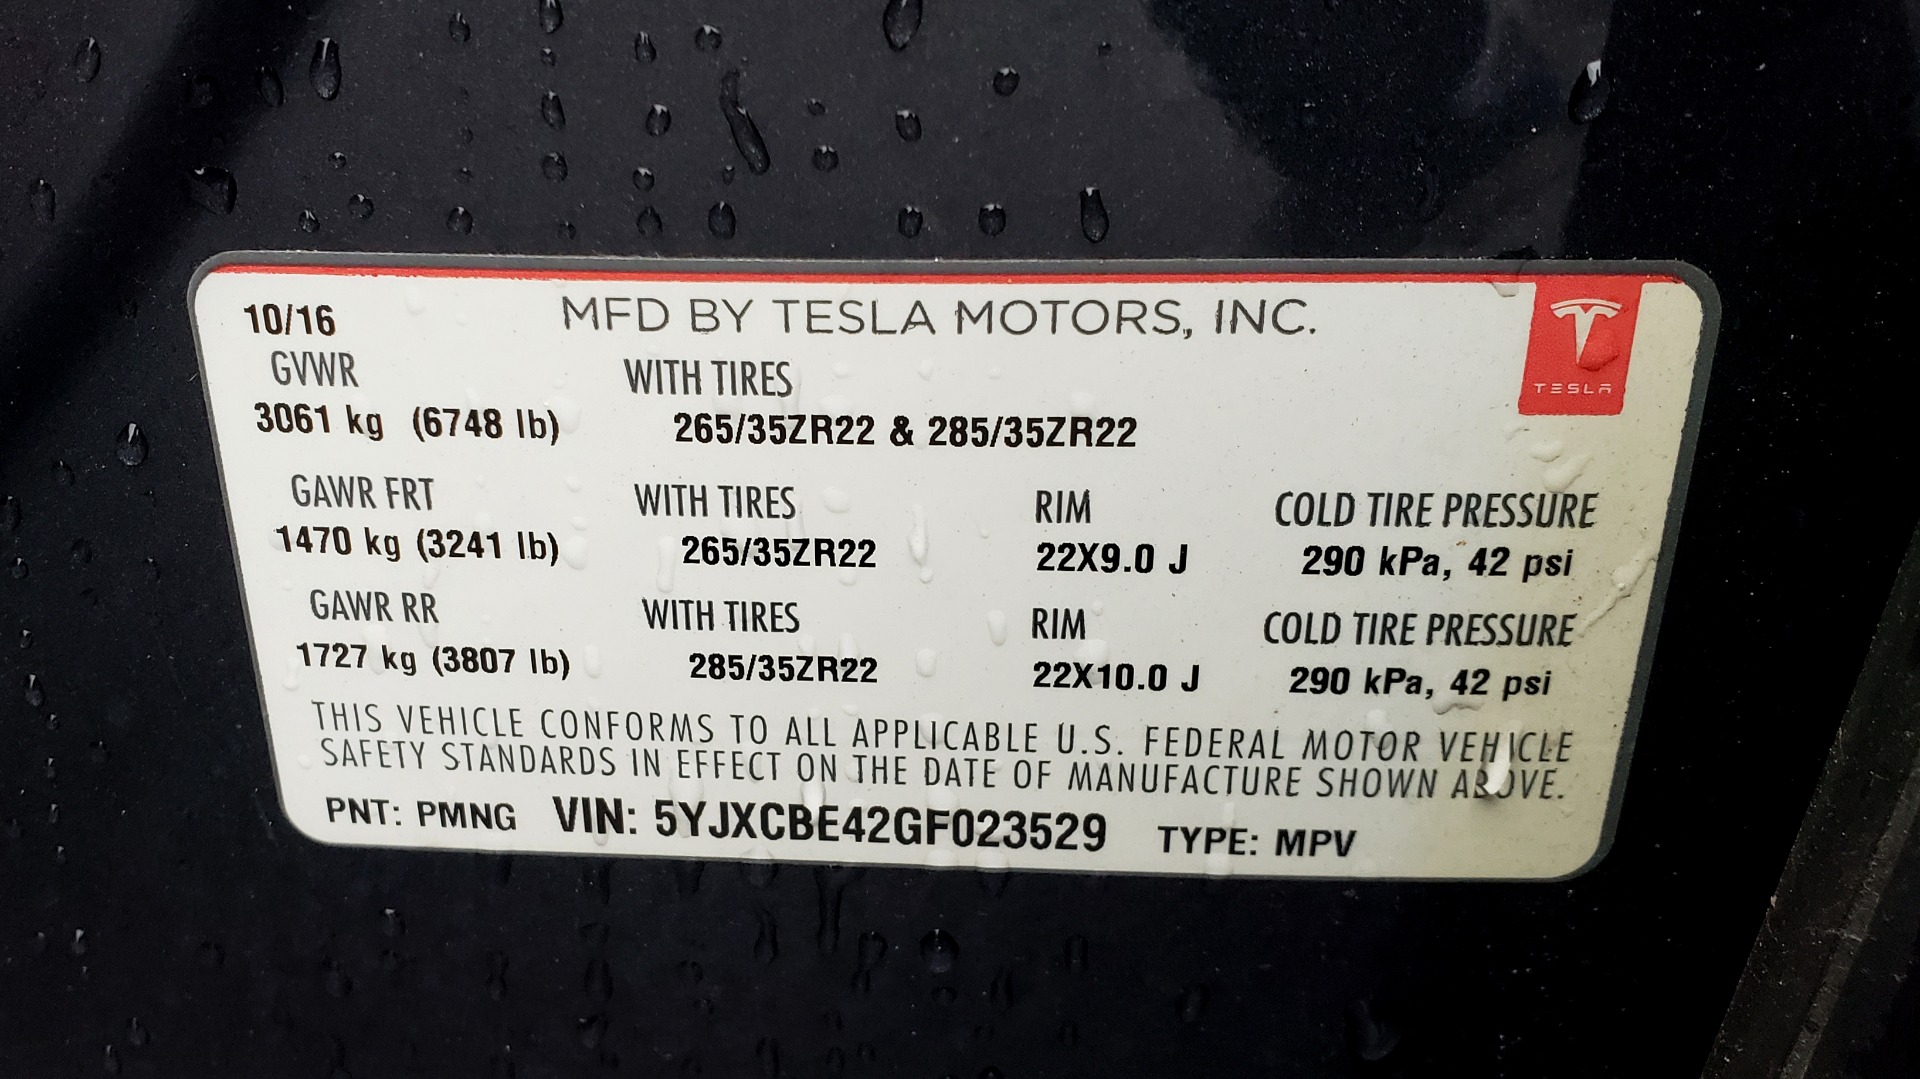 10/16 MFD BY TESLA MOTORS, INC.
TESLA
GVWR WITH TIRES
3061 kg (6748 lb) 265/35ZR22 & 285/35ZR22
GAWR FRT WITH TIRES RIM COLD TIRE PRESSURE
1470 kg (3241 lb) 265/35ZR22 22X9.0 J 290 kPa, 42 psi
GAWR RR WITH TIRES RIM COLD TIRE PRESSURE
1727 kg (3807 lb) 285/35ZR22 22X10.0 J 290 kPa, 42 psi
THIS VEHICLE CONFORMS TO ALL APPLICABLE U.S. FEDERAL MOTOR VEHICLE
SAFETY STANDARDS IN EFFECT ON THE DATE OF MANUFACTURE SHOWN ABOVE.
PNT: PMNG VIN: 5YJXCBE42GF023529 TYPE: MPV